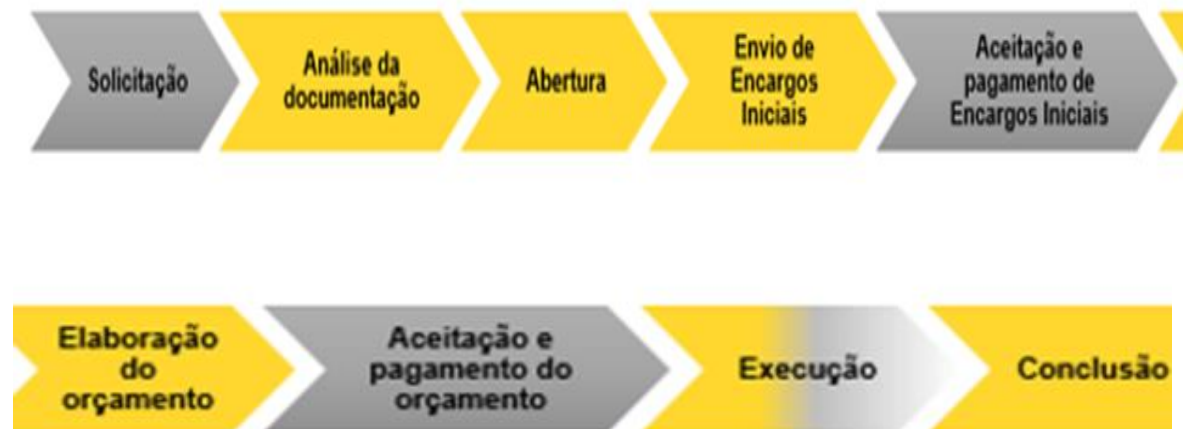 Solicitação
Análise da
documentação
Abertura
Envio de
Encargos
Iniciais
Aceitação e
pagamento de
Encargos Iniciais
Elaboração
do
orçamento
Aceitação e
pagamento do
orçamento
Execução
Conclusão